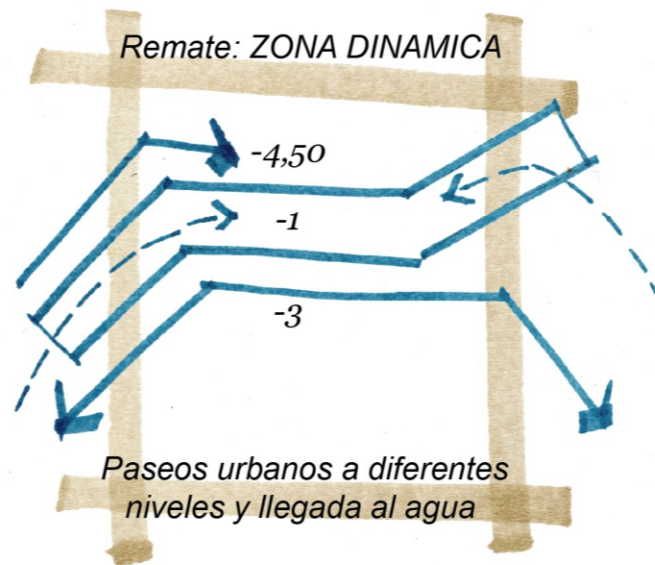 Remate: ZONA DINAMICA
-4,50
-1
-3
Paseos urbanos a diferentes
niveles y llegada al agua